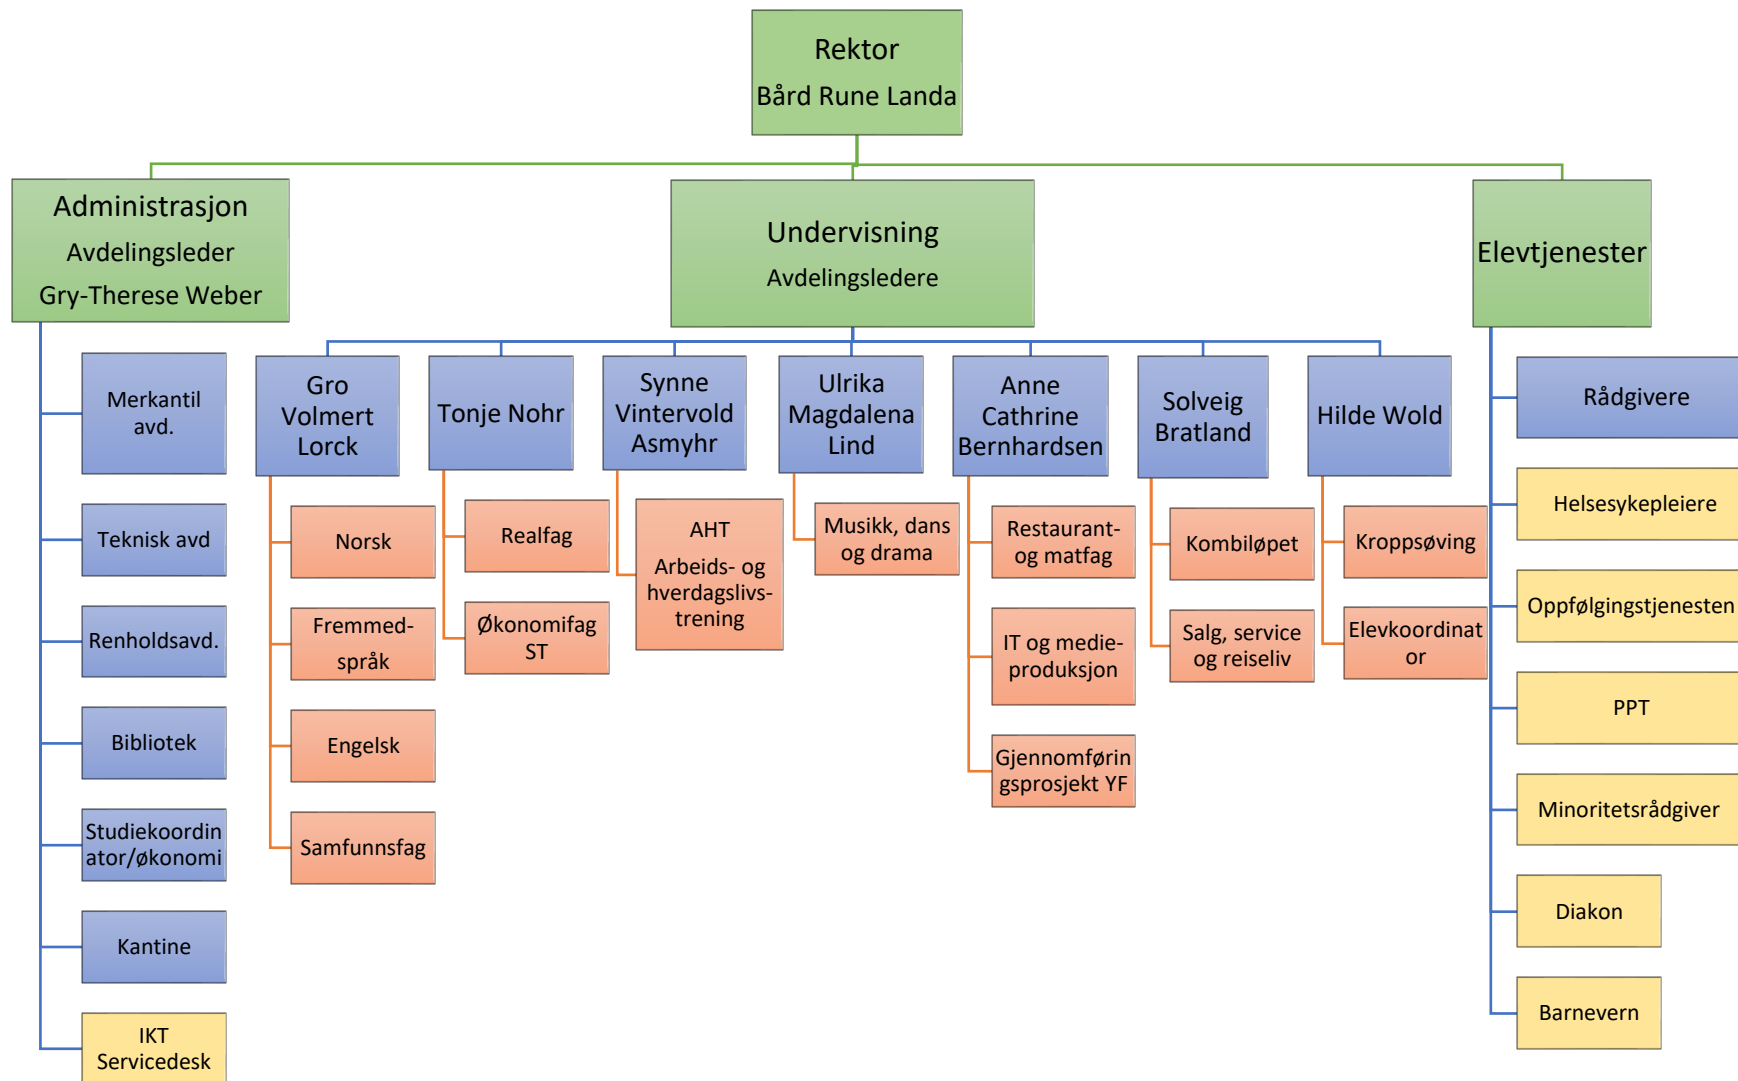 Rektor
Bård Rune Landa
Administrasjon
Avdelingsleder
Gry-Therese Weber
Undervisning
Avdelingsledere
Elevtjenester
Merkantil
avd.
Teknisk avd
Renholdsavd.
Bibliotek
Studiekoordin
ator/økonomi
Kantine
IKT
Servicedesk
Gro
Volmert
Lorck
Norsk
Fremmed-
språk
Engelsk
Samfunnsfag
Tonje Nohr
Realfag
Økonomifag
ST
Synne
Vintervold
Asmyhr
AHT
Arbeids- og
hverdagslivs-
trening
Ulrika
Magdalena
Lind
Musikk, dans
og drama
Anne
Cathrine
Bernhardsen
Restaurant-
og matfag
IT og medie-
produksjon
Gjennomførin
gsprosjekt YF
Solveig
Bratland
Kombiløpet
Salg, service
og reiseliv
Hilde Wold
Kroppsøving
Elevkoordinat
or
Rådgivere
Helsesykepleiere
Oppfølgingstjenesten
PPT
Minoritetsrådgiver
Diakon
Barnevern